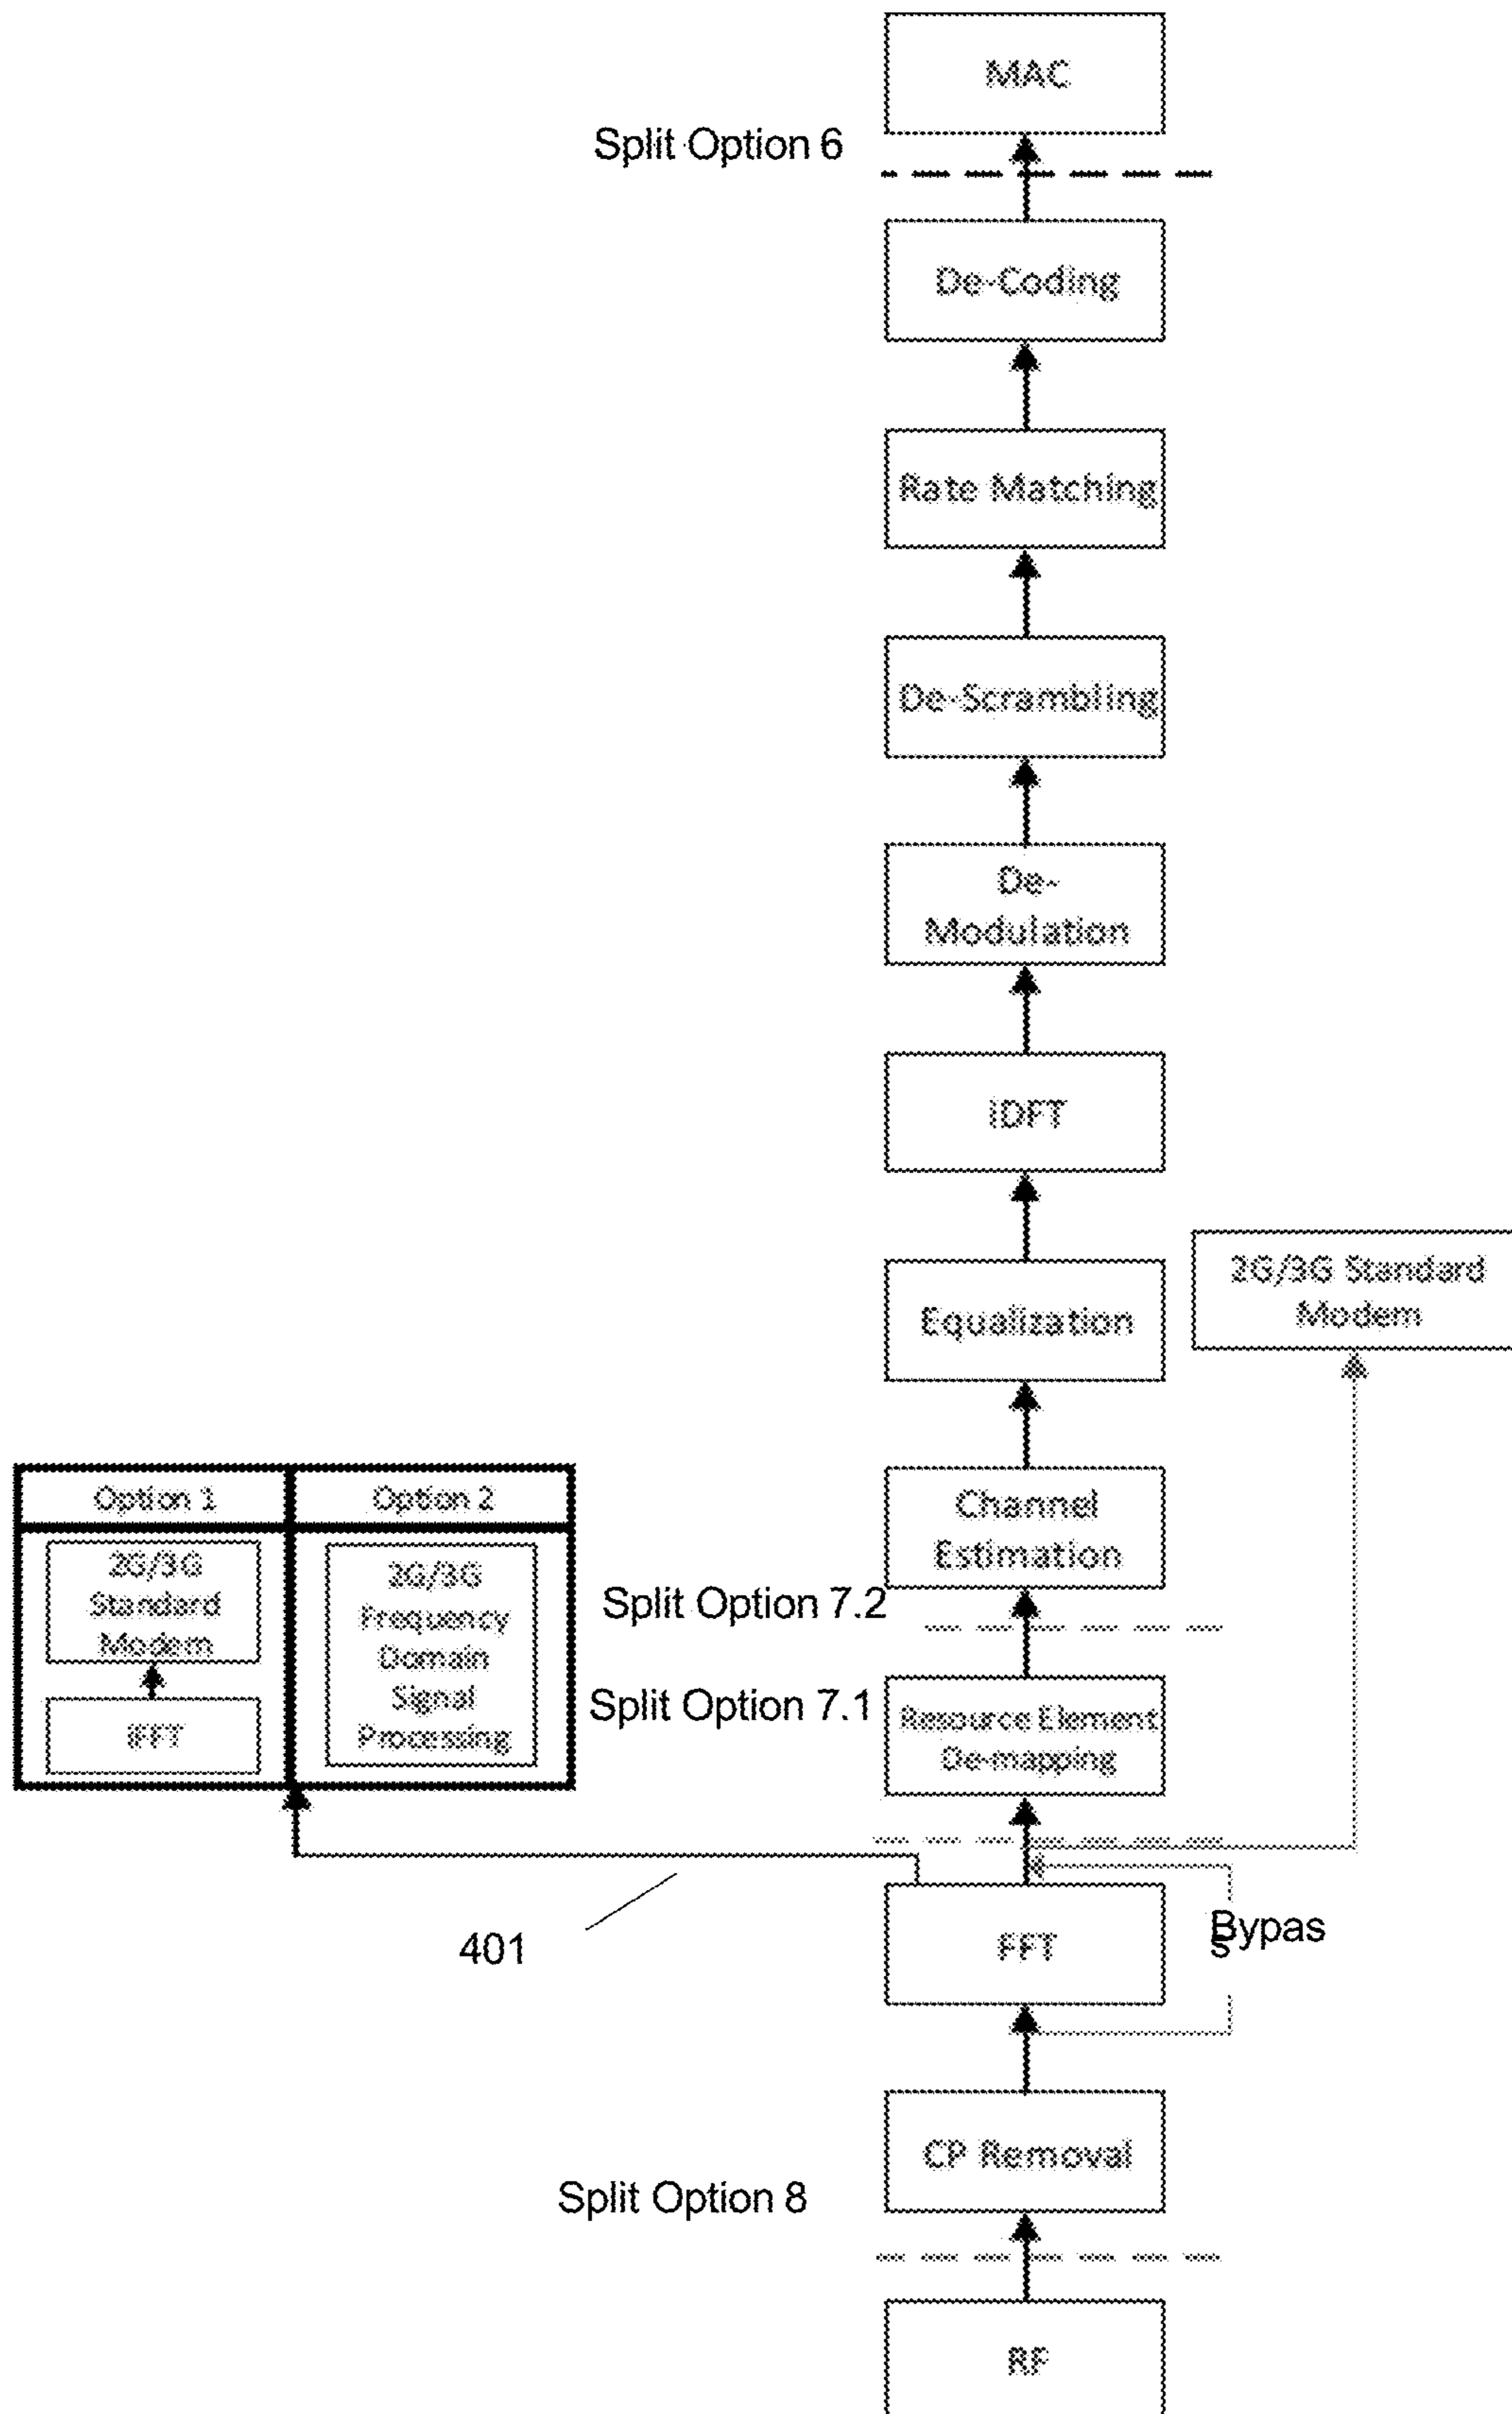 MAC
Split Option 6
De-Coding
Rate Matching
De-Scrambling
De-
Modulation
IDFT
Equalization
2G/3G Standard
Modem
Channel
Estimation
Option 1
Option 2
2G/3G
Standard
Modem
IFFT
2G/3G
Frequency
Domain
Signal
Processing
Split Option 7.2
Split Option 7.1
Resource Element
De-mapping
401
FFT
Bypas
s
CP Removal
Split Option 8
RF